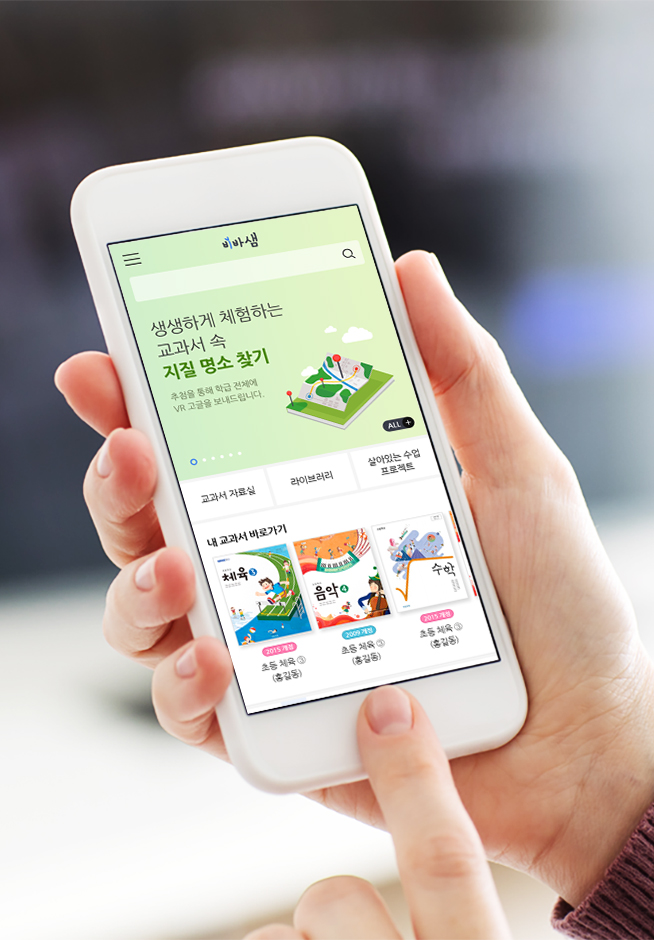 비바샘
생생하게 체험하는
교과서 속
지질 명소 찾기
추첨을 통해 학급 전체에
VR 고글을 보내드립니다.
ALL +
교과서 자료실
라이브러리
살아있는 수업
프로젝트
내 교과서 바로가기
체육 5
음악 4
수학
2015 개정
2009 개정
2015 개정
초등 체육 ③
(홍길동)
초등 체육 ③
(홍길동)
초등 체육 ③
(홍길동)